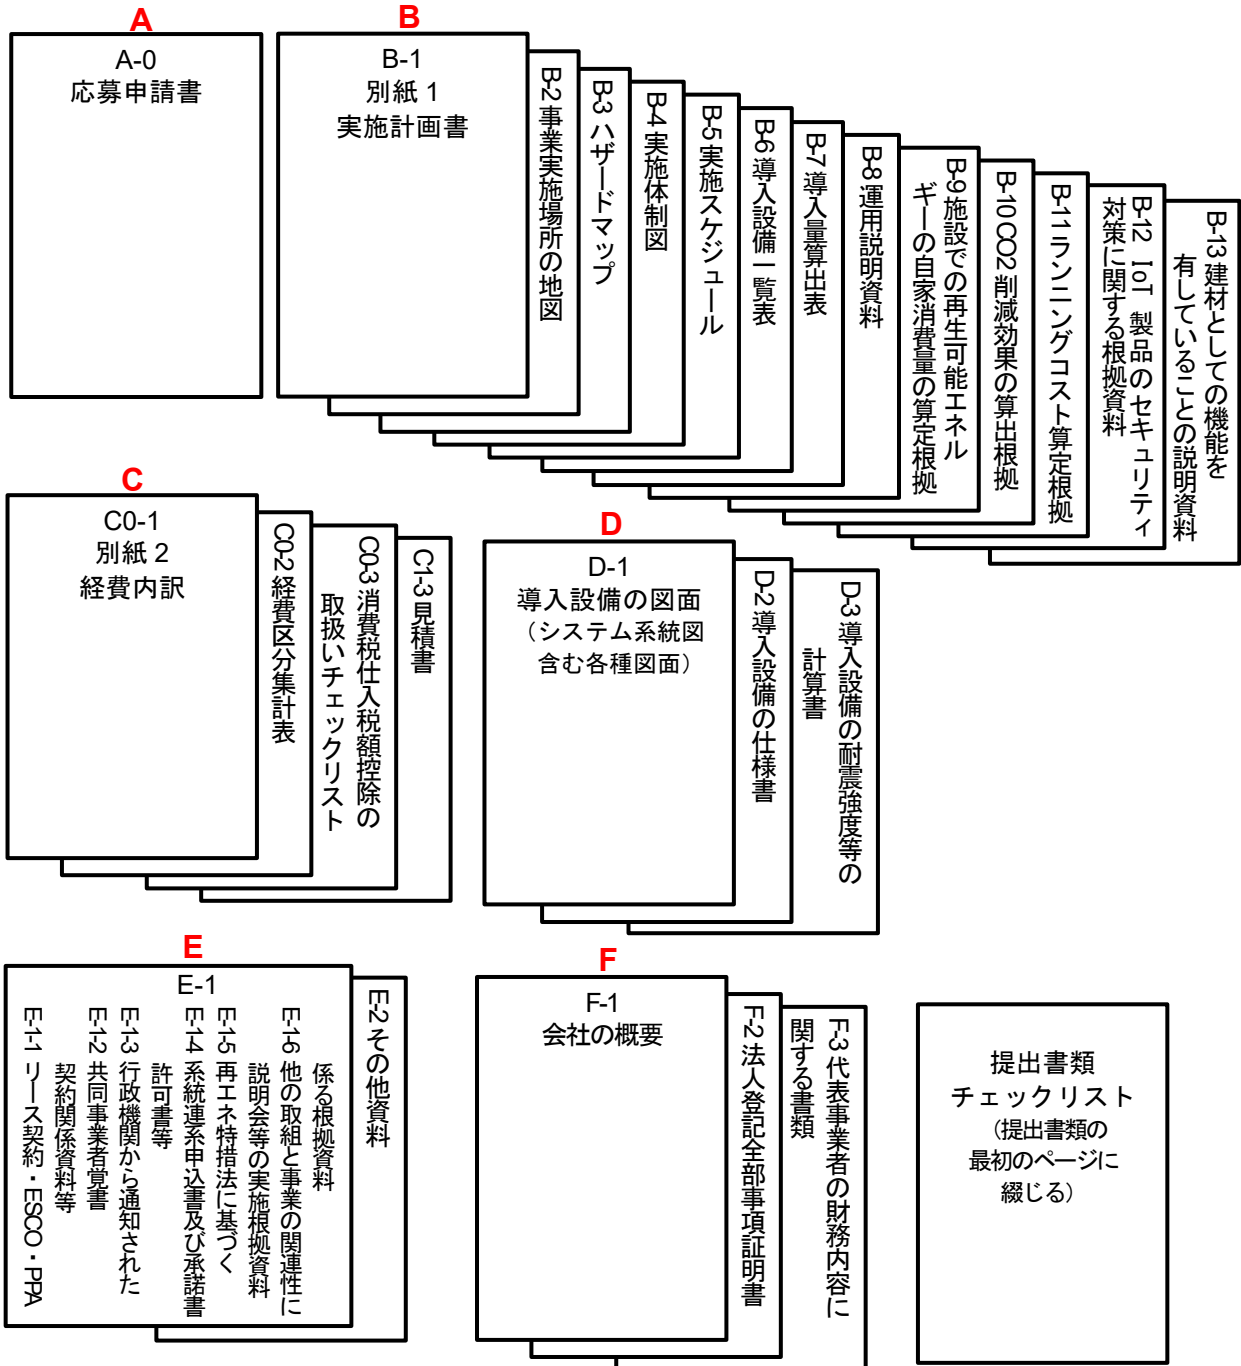 A
A-0
応募申請書
B
B-1
別紙 1
実施計画書
B-2 事業実施場所の地図
B-3 ハザードマップ
B-4 実施体制図
B-5 実施スケジュール
B-6 導入設備一覧表
B-7 導入量算出表
B-8 運用説明資料
B-9 施設での再生可能エネル
ギーの自家消費量の算定根拠
B-10 CO2 削減効果の算出根拠
B-11 ランニングコスト算定根拠
B-12 IoT 製品のセキュリティ
対策に関する根拠資料
B-13 建材としての機能を
有していることの説明資料
C
C0-1
別紙 2
経費内訳
C0-2 経費区分集計表
C0-3 消費税仕入税額控除の
取扱いチェックリスト
C1-3 見積書
D
D-1
導入設備の図面
（システム系統図
含む各種図面）
D-2 導入設備の仕様書
D-3 導入設備の耐震強度等の
計算書
E
E-1
E-1-1 リース契約・ESCO・PPA
契約関係資料等
E-1-2 共同事業者覚書
E-1-3 行政機関から通知された
許可書等
E-1-4 系統連系申込書及び承諾書
E-1-5 再エネ特措法に基づく
説明会等の実施根拠資料
E-1-6 他の取組と事業の関連性に
係る根拠資料
E-2 その他資料
F
F-1
会社の概要
F-2 法人登記全部事項証明書
F-3 代表事業者の財務内容に
関する書類
提出書類
チェックリスト
（提出書類の
最初のページに
綴じる）